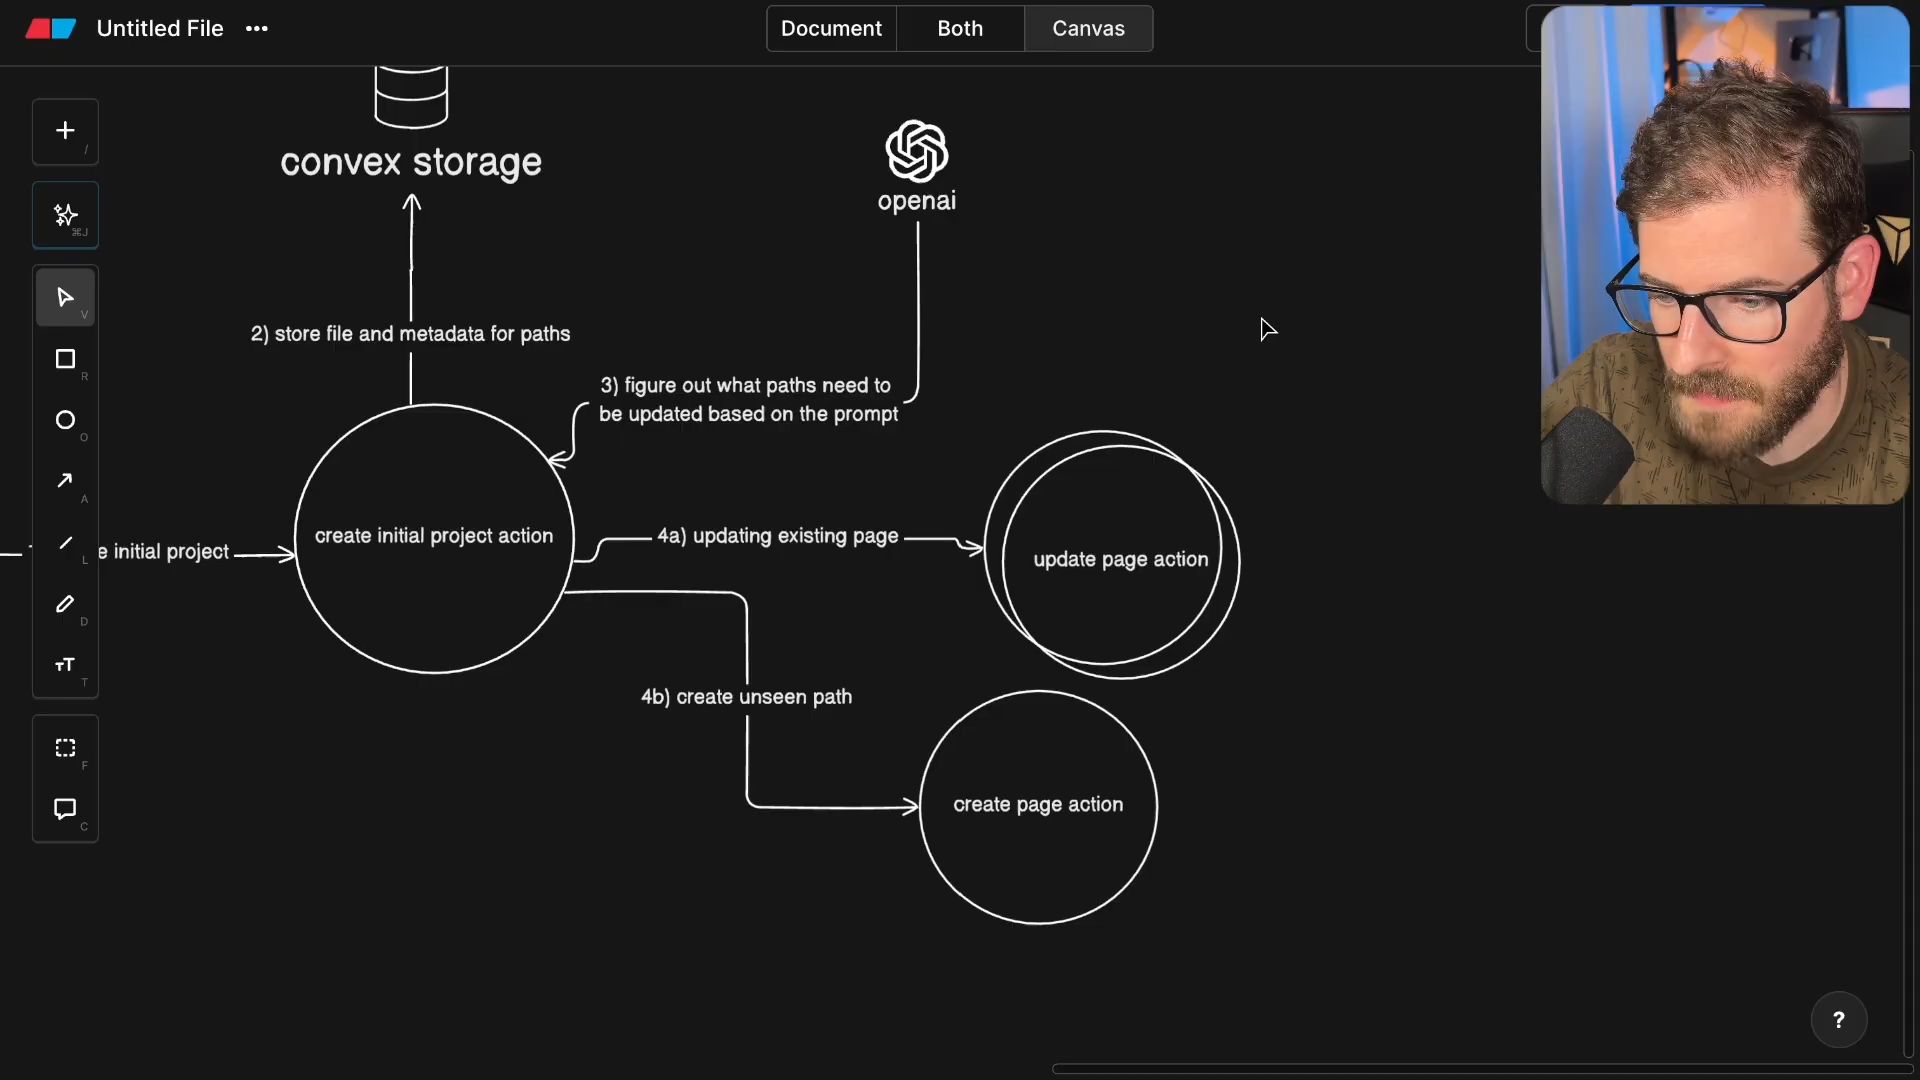 Untitled File
Document
Both
Canvas
/
⌘J
V
R
O
A
L
D
T
F
C
convex storage
openai
2) store file and metadata for paths
3) figure out what paths need to
be updated based on the prompt
e initial project
create initial project action
4a) updating existing page
update page action
4b) create unseen path
create page action
?